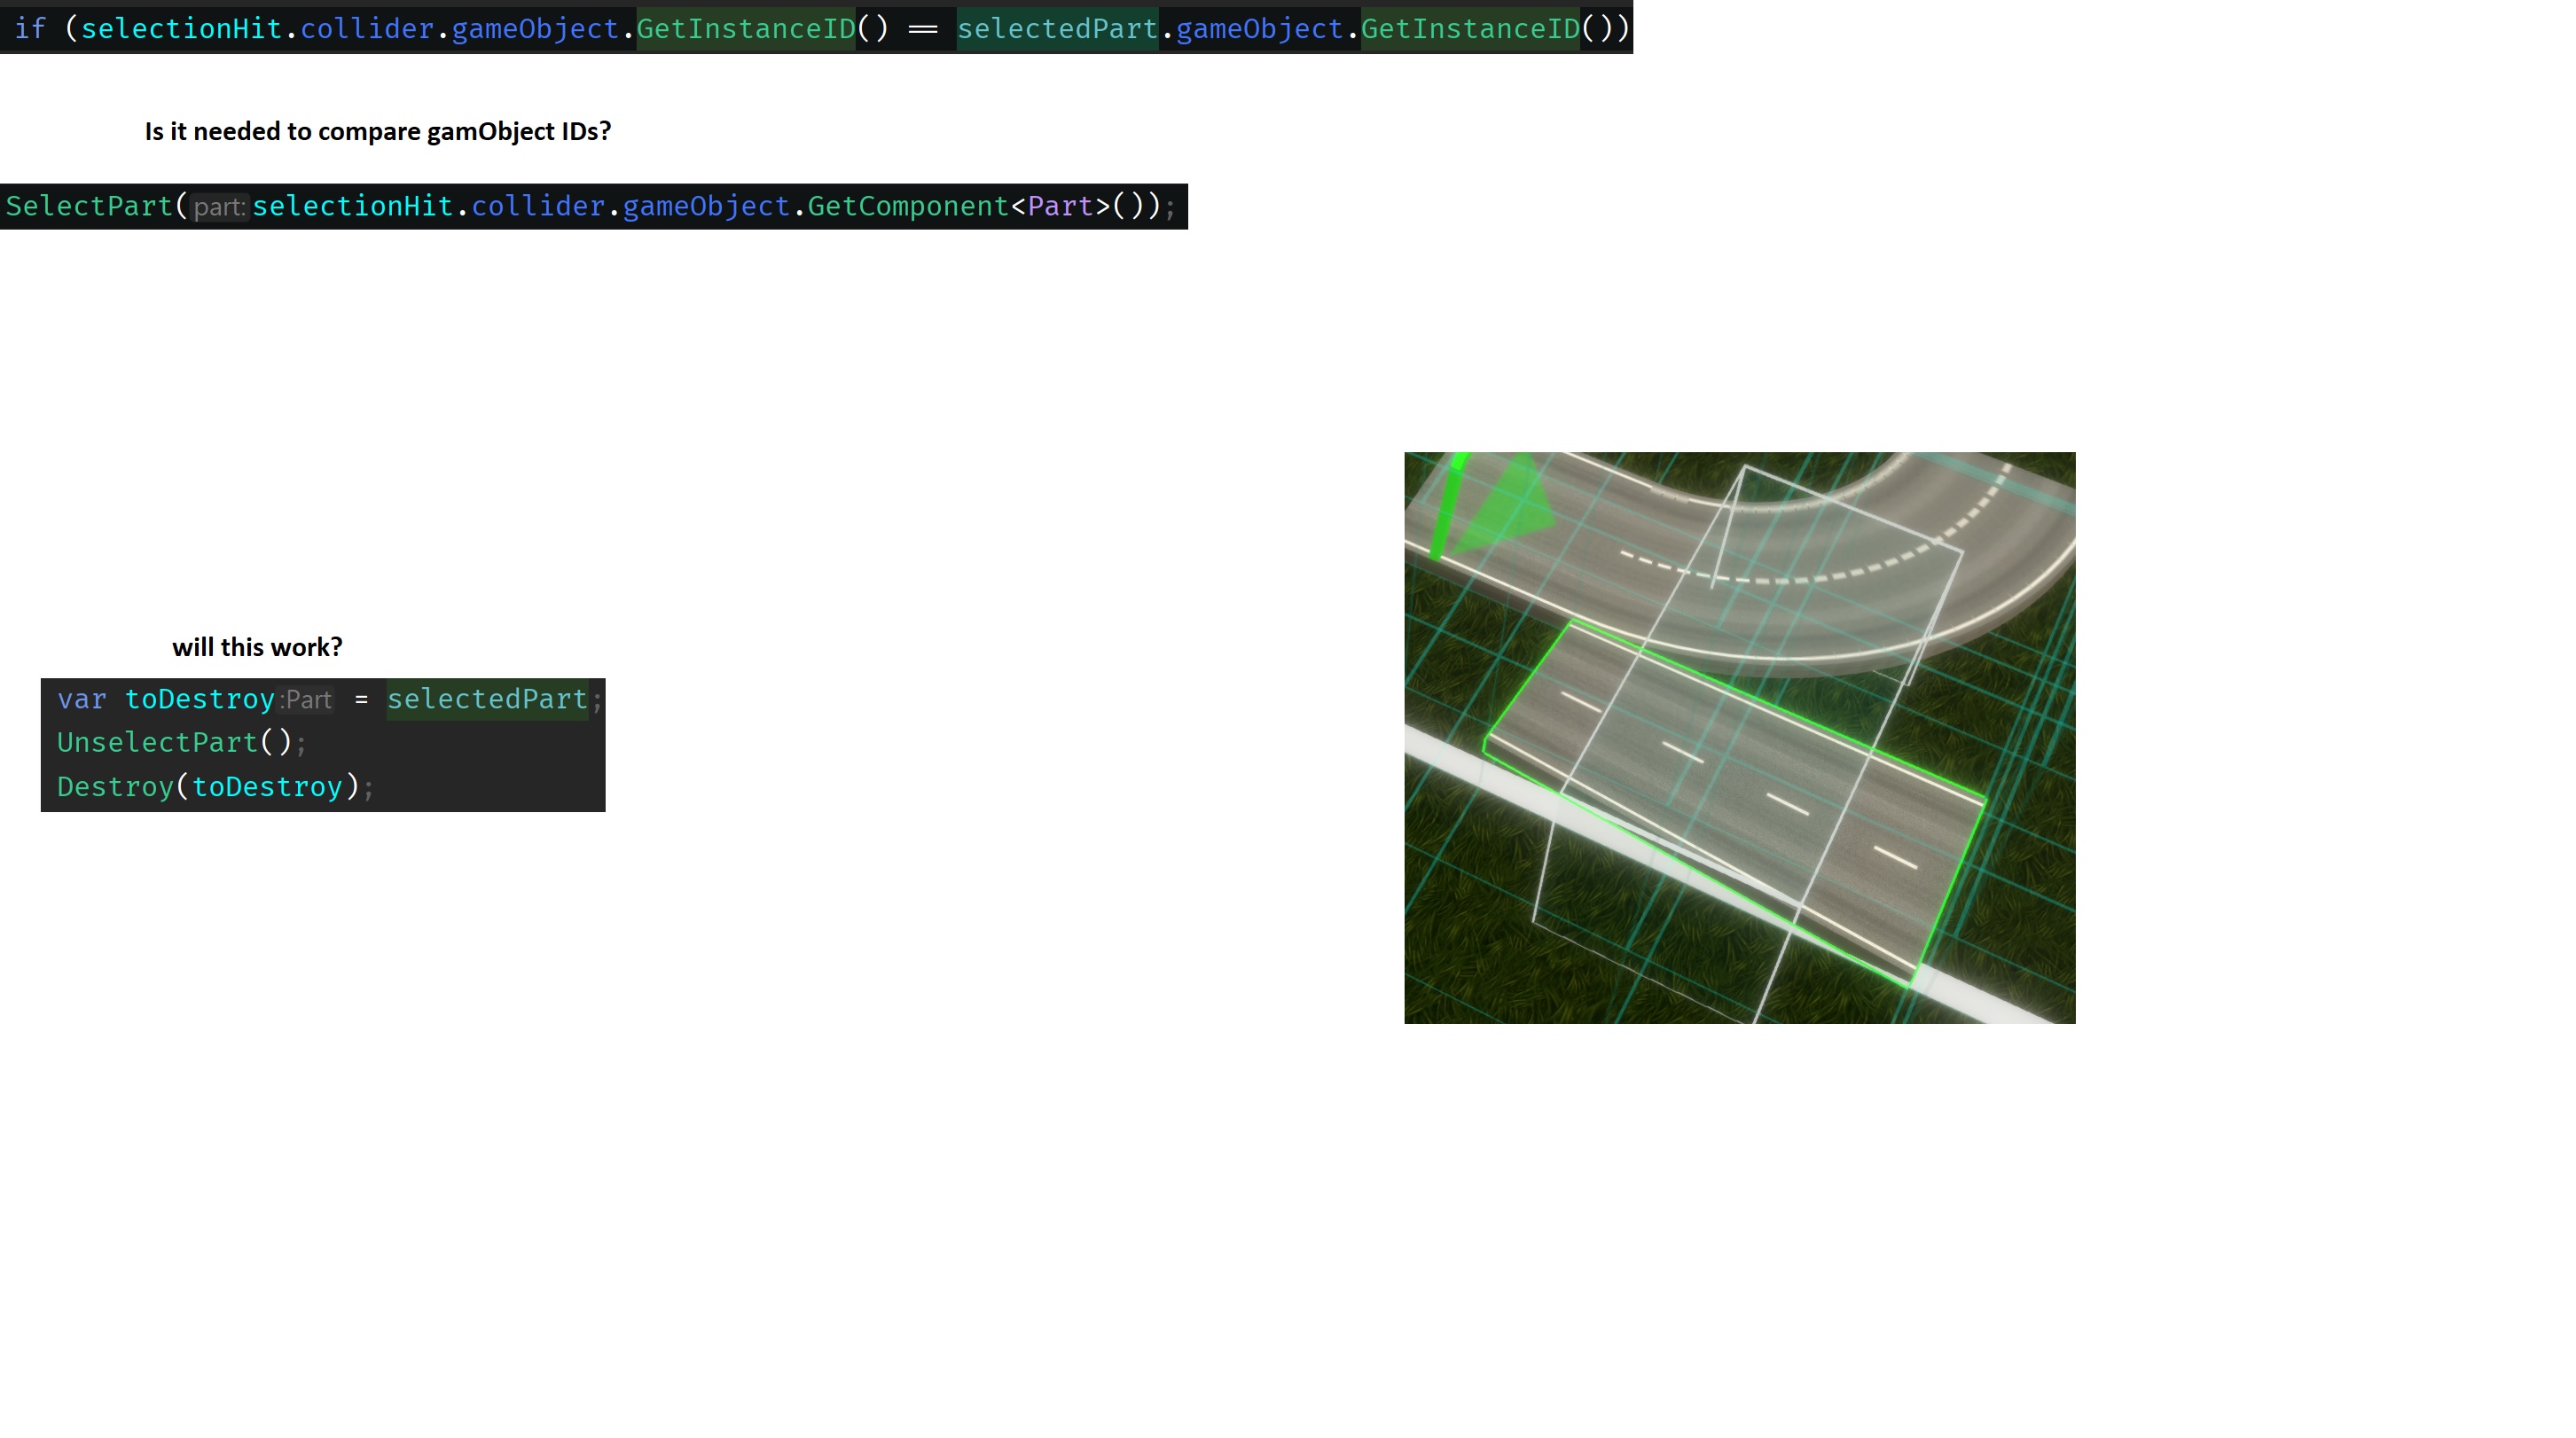 if (selectionHit.collider.gameObject.GetInstanceID() == selectedPart.gameObject.GetInstanceID())
Is it needed to compare gamObject IDs?
SelectPart(part:selectionHit.collider.gameObject.GetComponent<Part>());
will this work?
var toDestroy:Part = selectedPart;
UnselectPart();
Destroy(toDestroy);